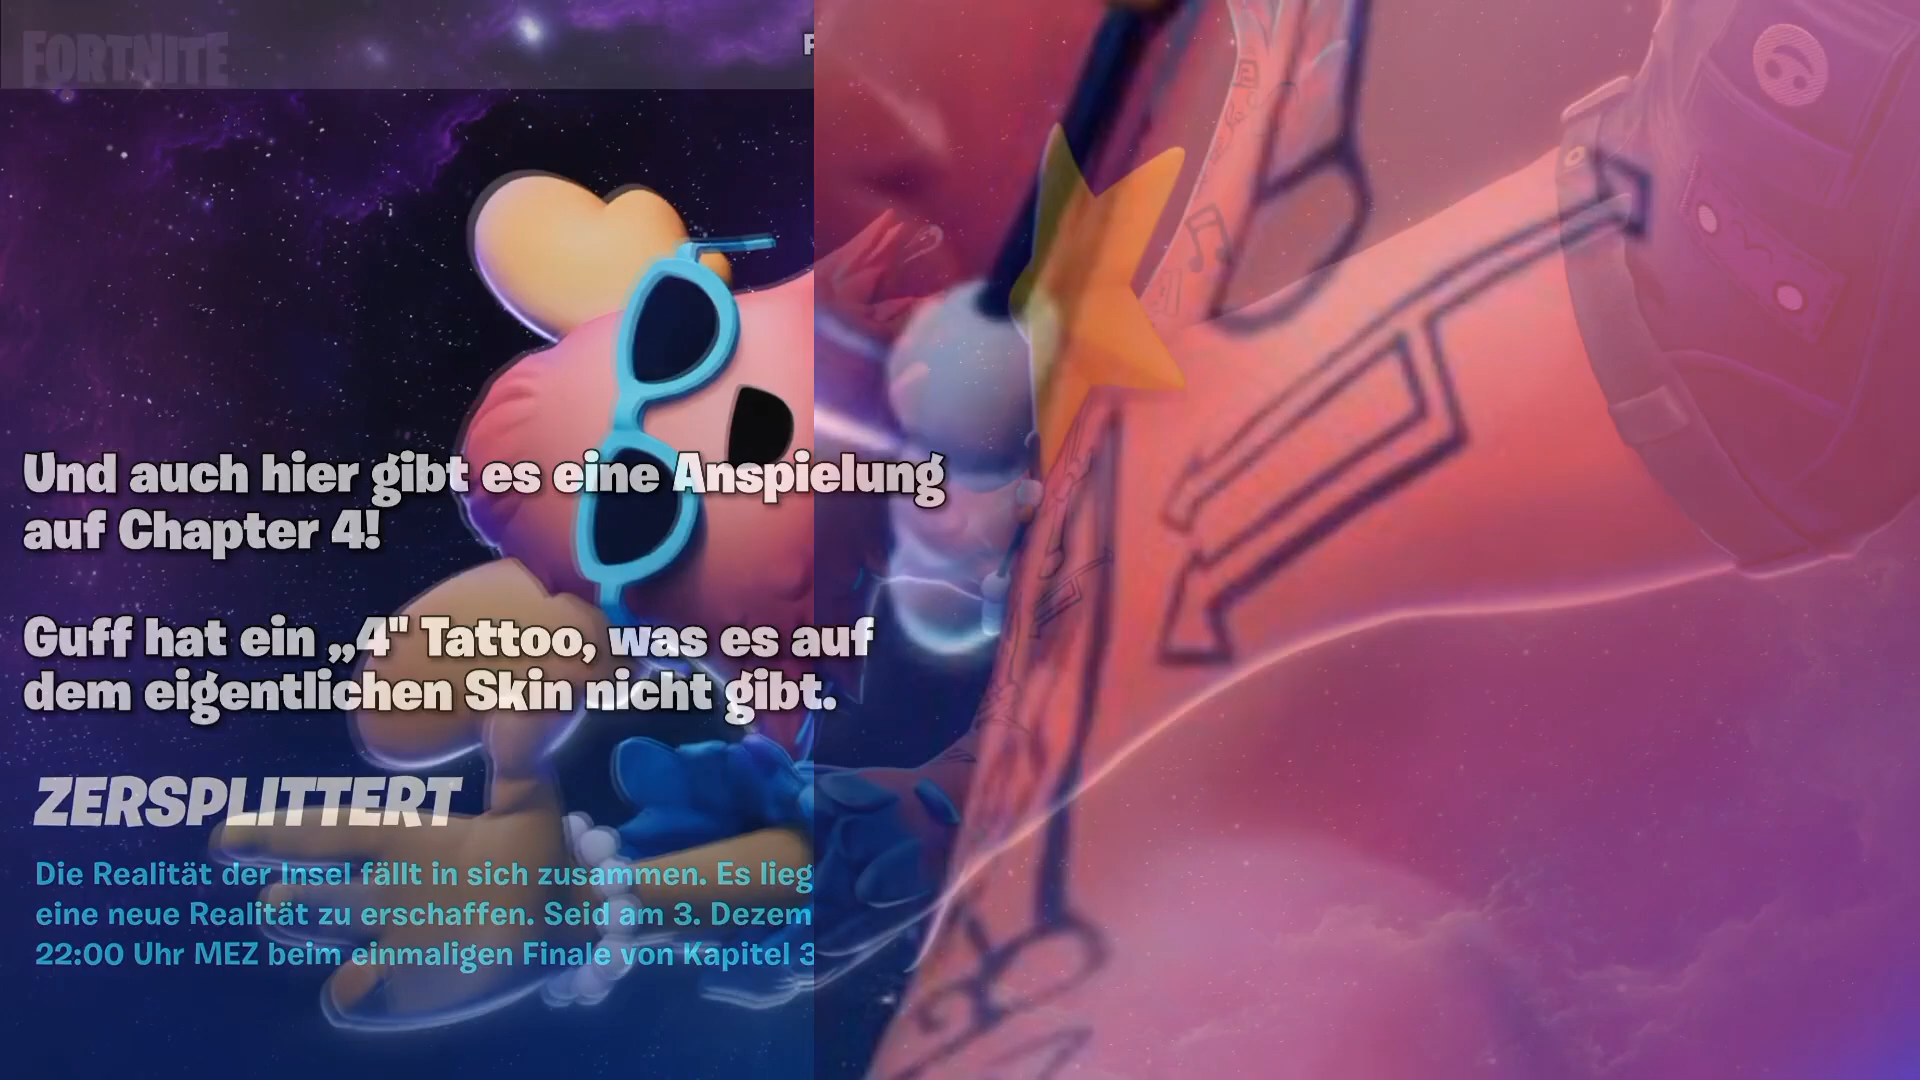 FORTNITE
Und auch hier gibt es eine Anspielung
auf Chapter 4!
Guff hat ein „4" Tattoo, was es auf
dem eigentlichen Skin nicht gibt.
ZERSPLITTERT
Die Realität der Insel fällt in sich zusammen. Es lieg
eine neue Realität zu erschaffen. Seid am 3. Dezem
22:00 Uhr MEZ beim einmaligen Finale von Kapitel 3